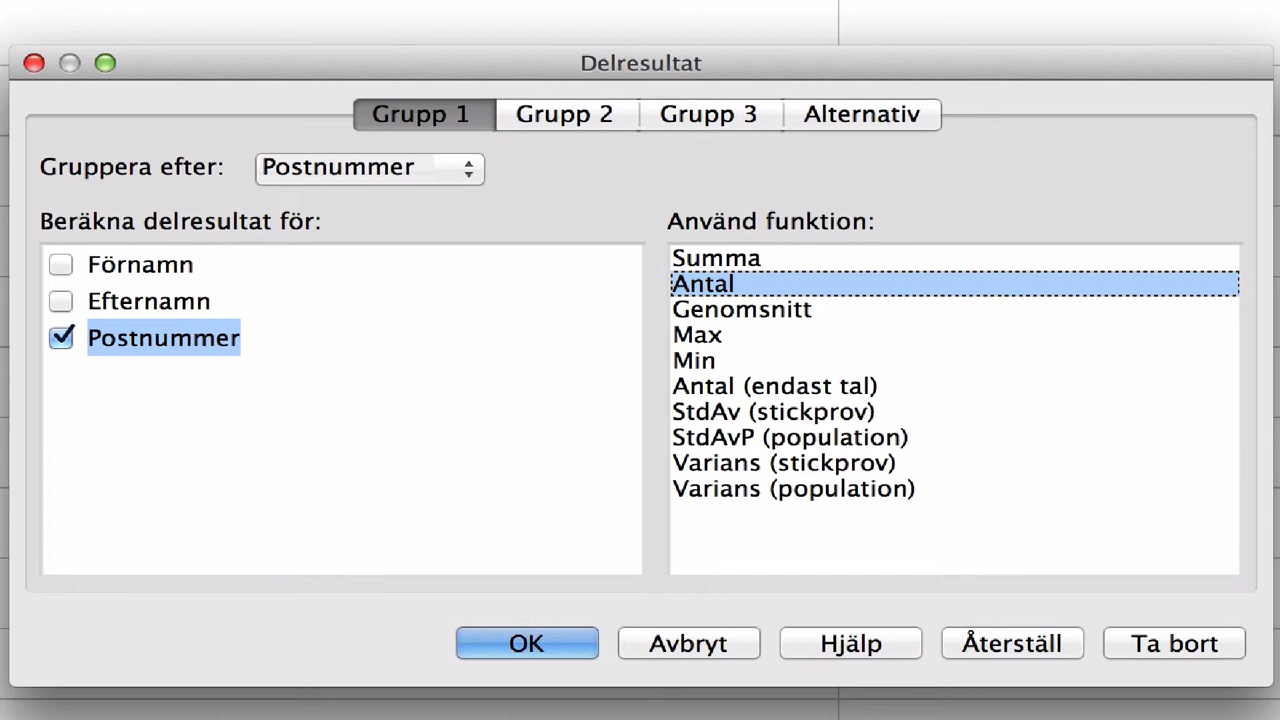 Delresultat
Grupp 1 Grupp 2 Grupp 3 Alternativ
Gruppera efter: Postnummer
Beräkna delresultat för:
Förnamn
Efternamn
Postnummer
Använd funktion:
Summa
Antal
Genomsnitt
Max
Min
Antal (endast tal)
StdAv (stickprov)
StdAvP (population)
Varians (stickprov)
Varians (population)
OK Avbryt Hjälp Återställ Ta bort